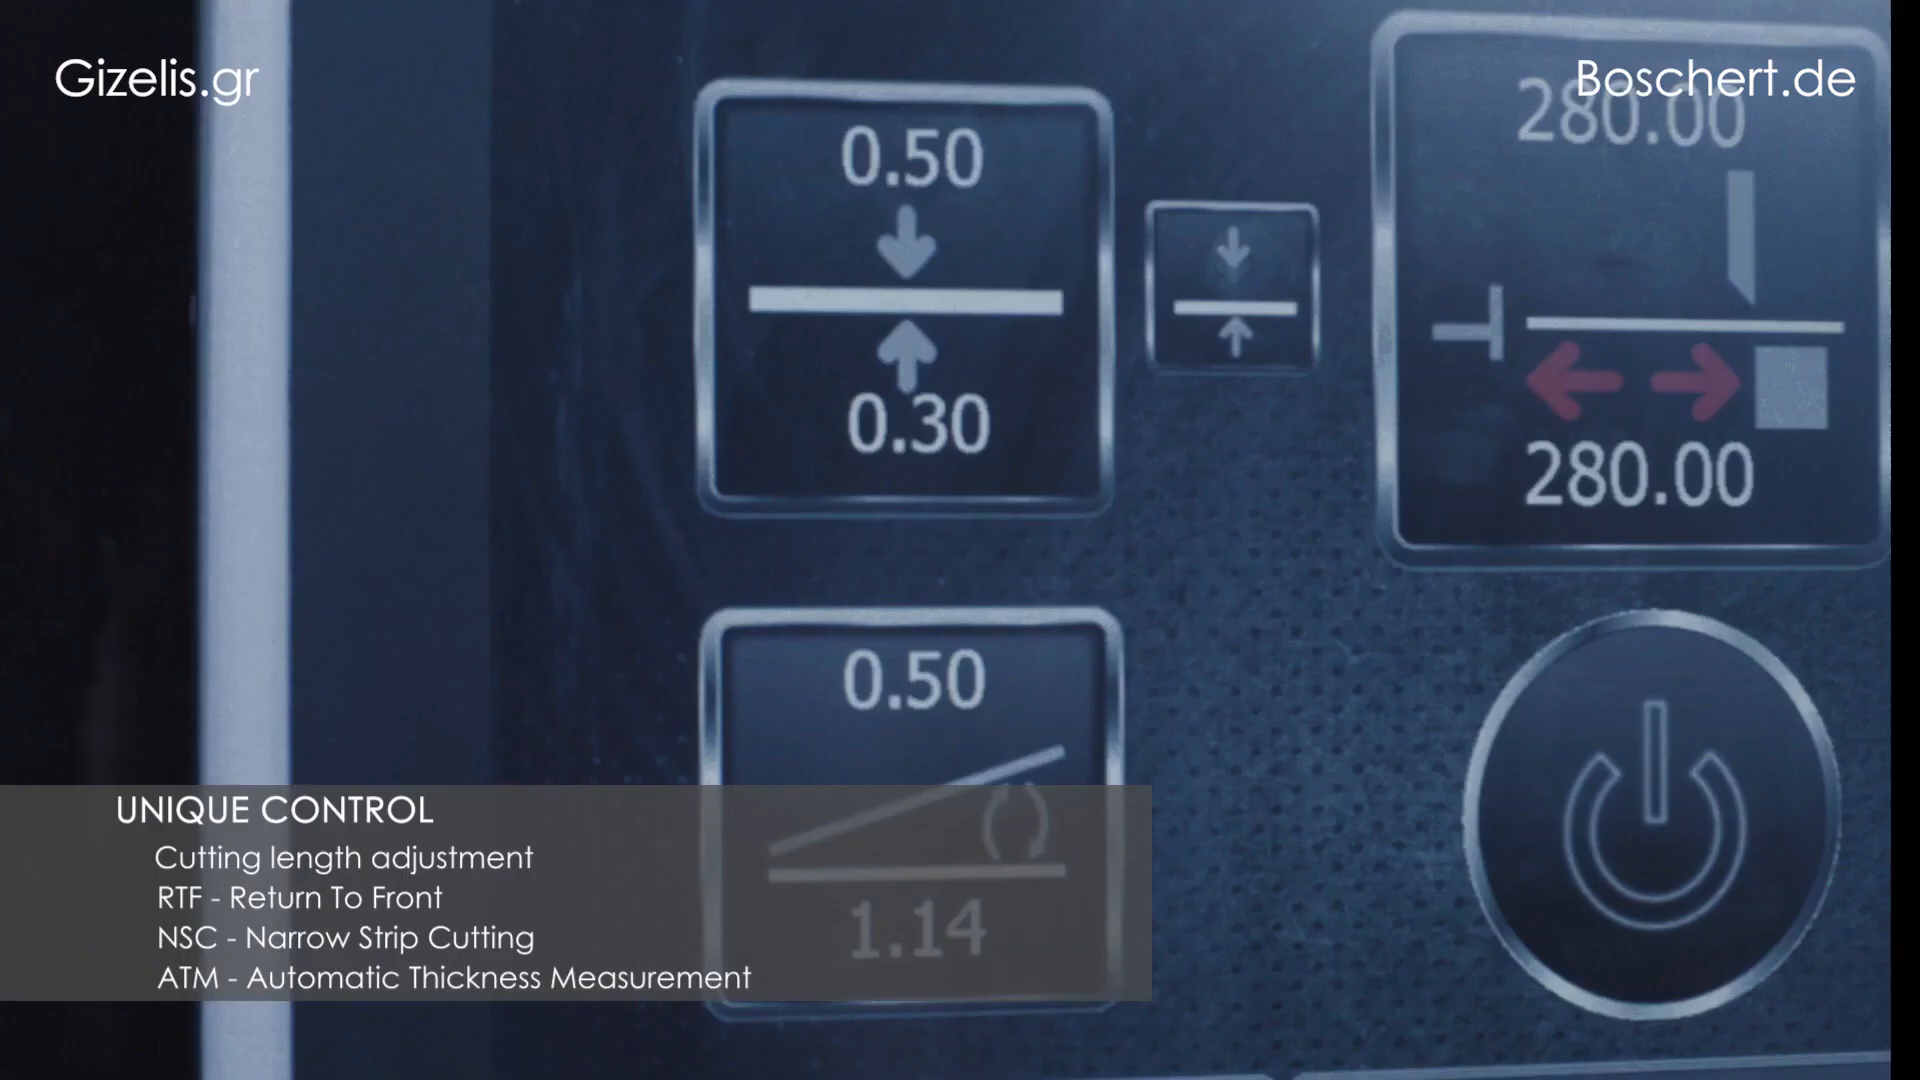 Gizelis.gr
Boschert.de
0.50
0.30
280.00
280.00
0.50
1.14
UNIQUE CONTROL
Cutting length adjustment
RTF - Return To Front
NSC - Narrow Strip Cutting
ATM - Automatic Thickness Measurement